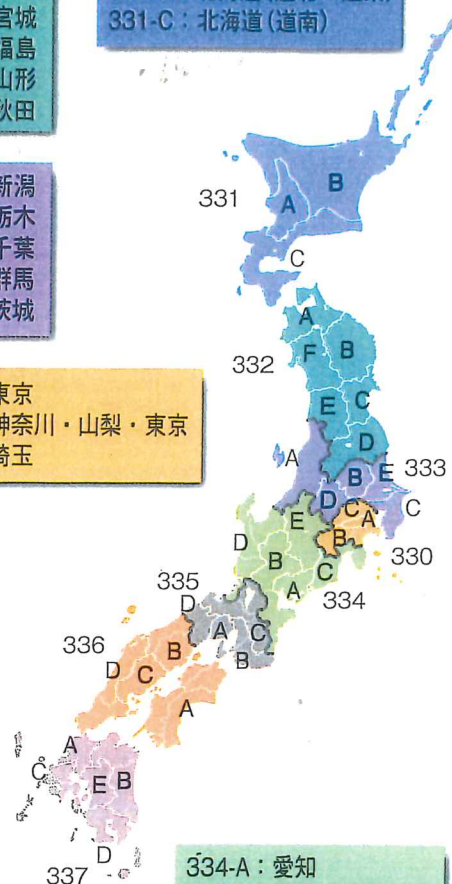 宮城
福島
山形
秋田
331-C：北海道（道南）
新潟
栃木
千葉
群馬
茨城
東京
神奈川・山梨・東京
埼玉
331
A
B
C
332
A
F
B
E
C
D
333
A
D
B
E
C
330
C
A
B
334
D
E
B
A
C
335
D
A
C
B
336
D
C
B
A
337
A
C
E
B
D
334-A：愛知